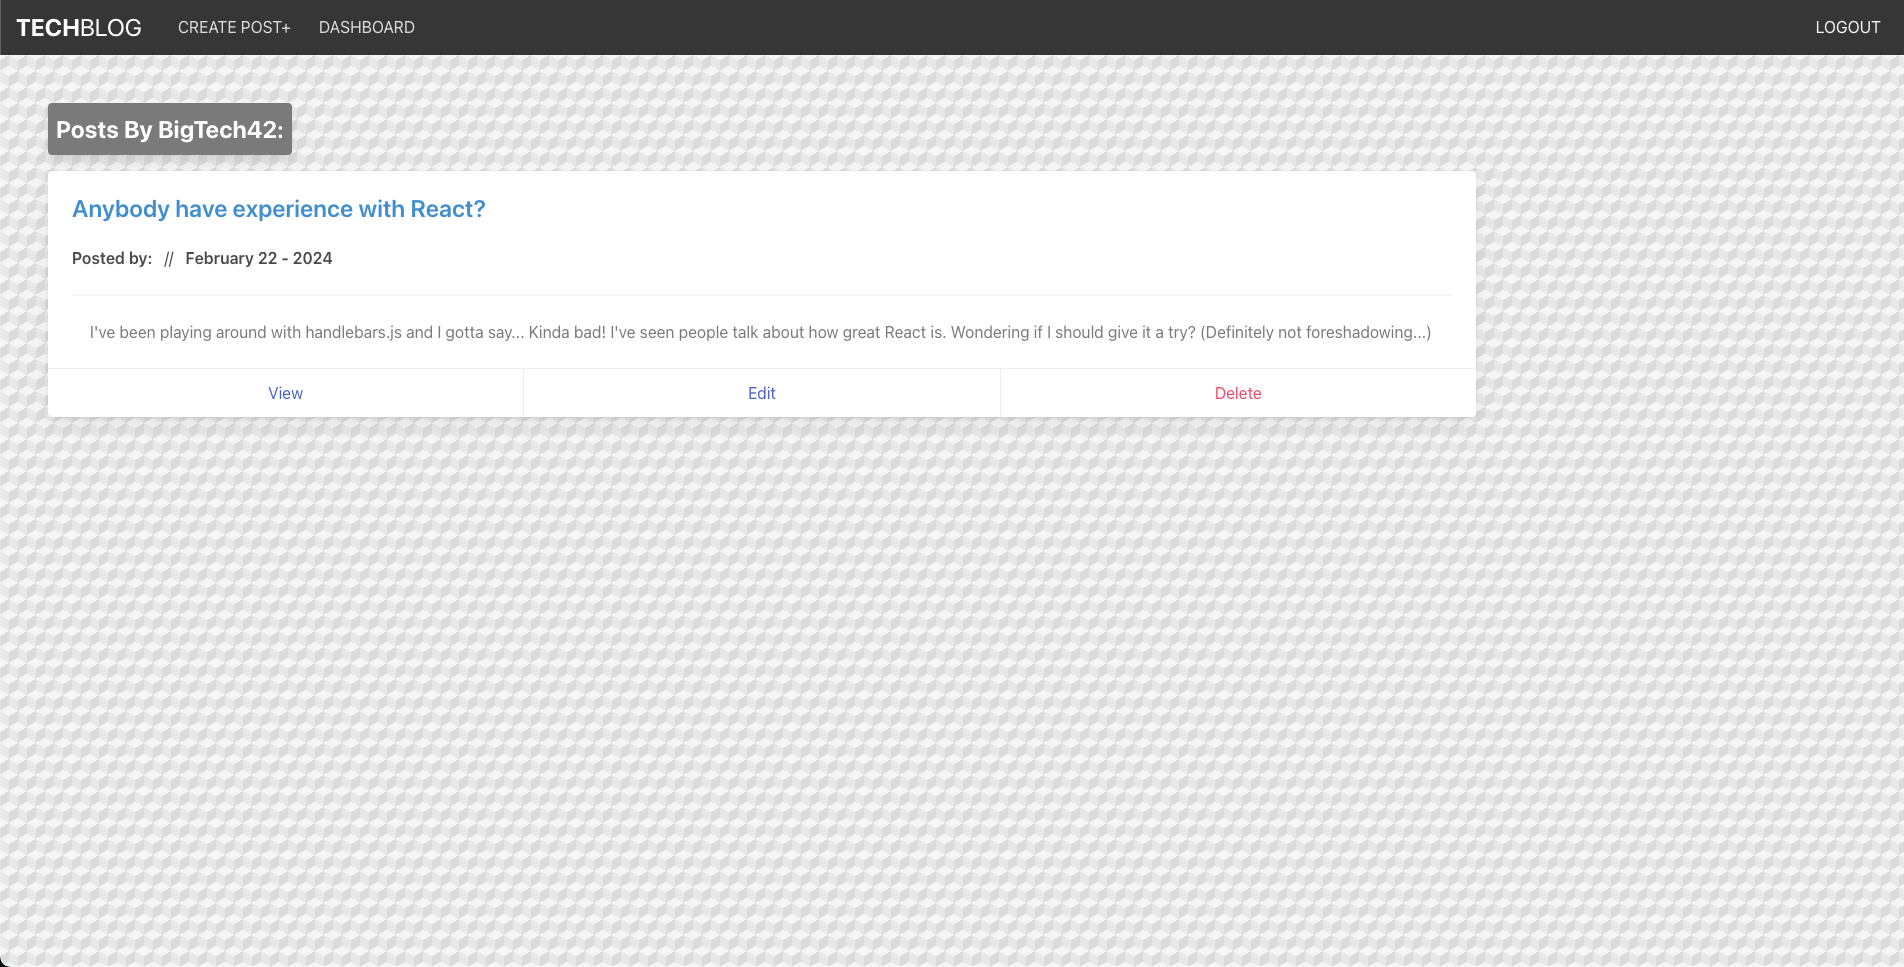 TECHBLOG CREATE POST+ DASHBOARD LOGOUT
Posts By BigTech42:
Anybody have experience with React?
Posted by: // February 22 - 2024
I've been playing around with handlebars.js and I gotta say... Kinda bad! I've seen people talk about how great React is. Wondering if I should give it a try? (Definitely not foreshadowing...)
View Edit Delete